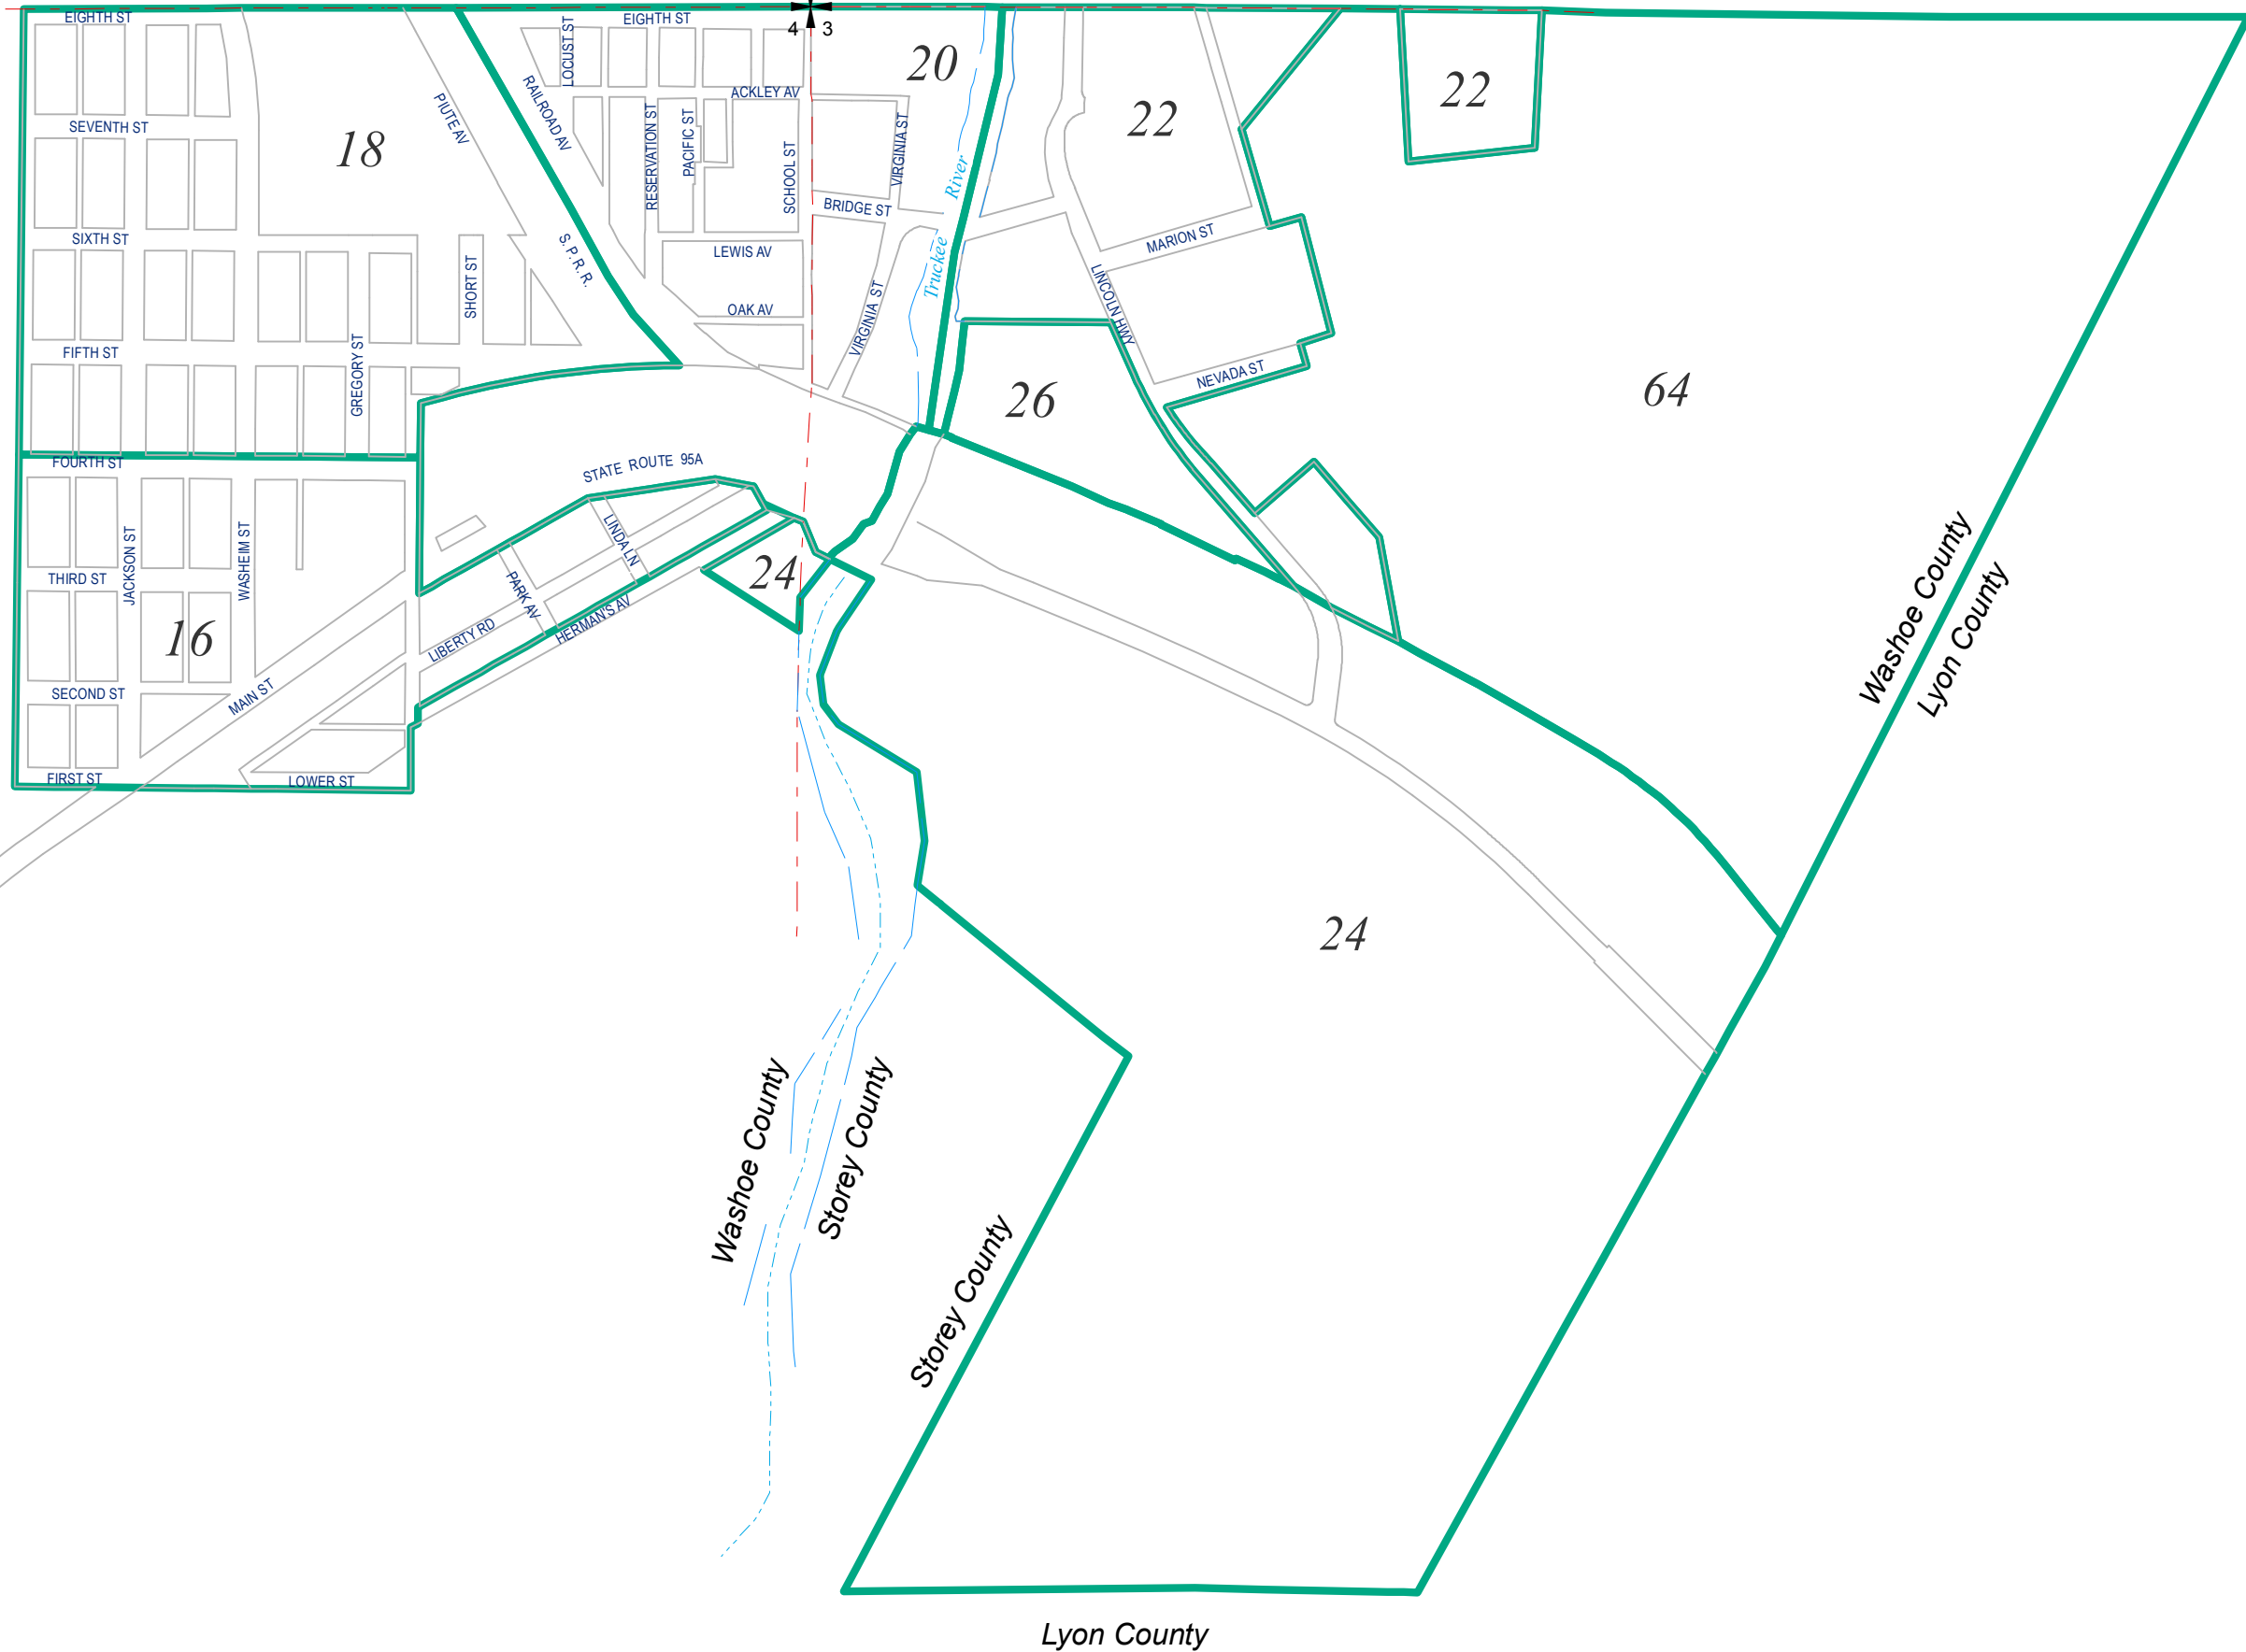 EIGHTH ST
EIGHTH ST
LOCUST ST
4
3
20
22
22
PIUTE AV
RAILROAD AV
ACKLEY AV
SEVENTH ST
18
RESERVATION ST
PACIFIC ST
SCHOOL ST
VIRGINIA ST
Truckee River
BRIDGE ST
SIXTH ST
S. P. R. R.
LEWIS AV
MARION ST
SHORT ST
OAK AV
VIRGINIA ST
LINCOLN HWY
FIFTH ST
GREGORY ST
NEVADA ST
26
64
FOURTH ST
STATE ROUTE 95A
JACKSON ST
WASHEIM ST
LINDA LN
24
THIRD ST
PARK AV
HERMAN'S AV
LIBERTY RD
16
SECOND ST
MAIN ST
FIRST ST
LOWER ST
Washoe County
Lyon County
24
Washoe County
Storey County
Storey County
Lyon County